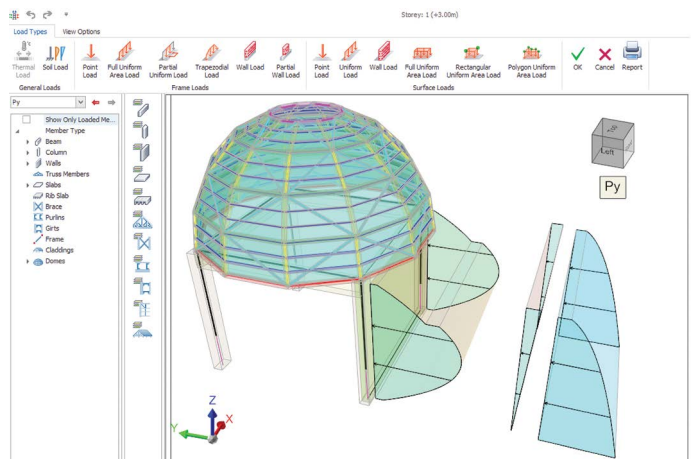 Storey: 1 (+3.00m)
Load Types View Options
Thermal Load
Soil Load
Point Load
Full Uniform Area Load
Partial Uniform Load
Trapezodial Load
Wall Load
Partial Wall Load
Point Load
Uniform Load
Wall Load
Full Uniform Area Load
Rectangular Uniform Area Load
Polygon Uniform Area Load
OK
Cancel
Report
General Loads
Frame Loads
Surface Loads
Py
Show Only Loaded Me...
Member Type
Beam
Column
Walls
Truss Members
Slabs
Rib Slab
Brace
Purlins
Girts
Frame
Claddings
Domes
Top
Left
Py
Z
X
Y